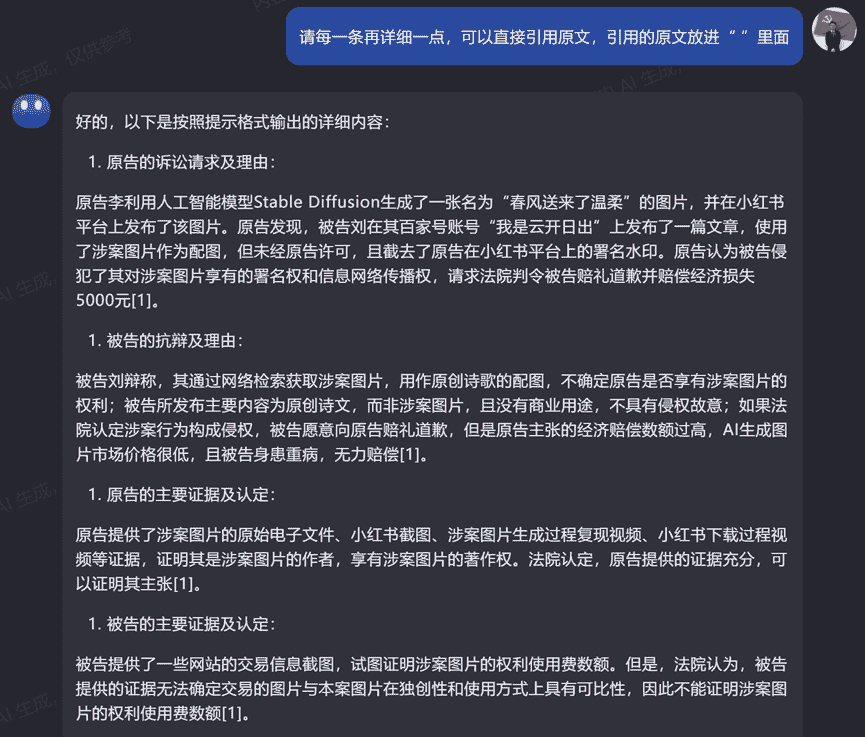 请每一条再详细一点，可以直接引用原文，引用的原文放进“ ”里面
AI 生成，仅供参考
好的，以下是按照提示格式输出的详细内容：
1. 原告的诉讼请求及理由：
原告李利用人工智能模型Stable Diffusion生成了一张名为“春风送来了温柔”的图片，并在小红书
平台上发布了该图片。原告发现，被告刘在其百家号账号“我是云开日出”上发布了一篇文章，使用
了涉案图片作为配图，但未经原告许可，且截去了原告在小红书平台上的署名水印。原告认为被告侵
犯了其对涉案图片享有的署名权和信息网络传播权，请求法院判令被告赔礼道歉并赔偿经济损失
5000元[1]。
1. 被告的抗辩及理由：
被告刘辩称，其通过网络检索获取涉案图片，用作原创诗歌的配图，不确定原告是否享有涉案图片的
权利；被告所发布主要内容为原创诗文，而非涉案图片，且没有商业用途，不具有侵权故意；如果法
院认定涉案行为构成侵权，被告愿意向原告赔礼道歉，但是原告主张的经济赔偿数额过高，AI生成图
片市场价格很低，且被告身患重病，无力赔偿[1]。
1. 原告的主要证据及认定：
原告提供了涉案图片的原始电子文件、小红书截图、涉案图片生成过程复现视频、小红书下载过程视
频等证据，证明其是涉案图片的作者，享有涉案图片的著作权。法院认定，原告提供的证据充分，可
以证明其主张[1]。
1. 被告的主要证据及认定：
被告提供了一些网站的交易信息截图，试图证明涉案图片的权利使用费数额。但是，法院认为，被告
提供的证据无法确定交易的图片与本案图片在独创性和使用方式上具有可比性，因此不能证明涉案图
片的权利使用费数额[1]。